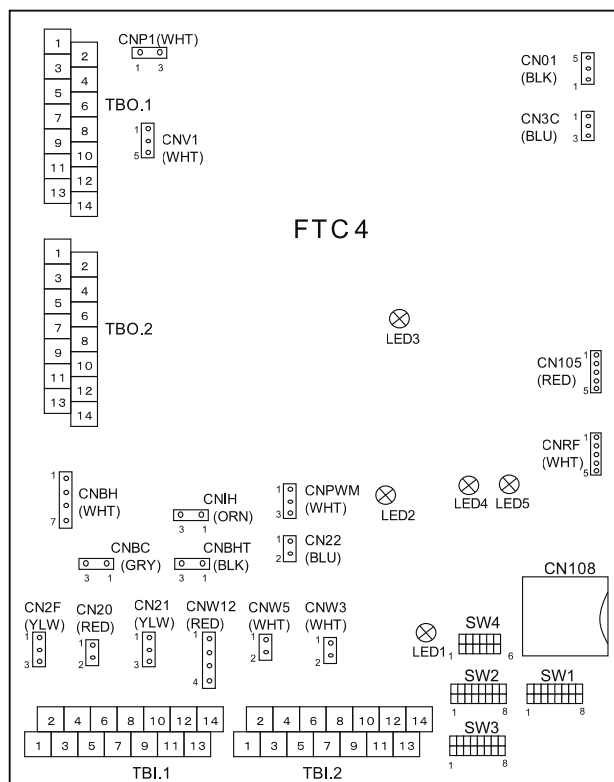 CNP1(WHT)
1 3
1
2
3
4
5
6
7
8
9
10
11
12
13
14
TBO.1
CNV1
(WHT)
1
5
CN01
(BLK)
5
1
CN3C
(BLU)
1
3
FTC4
1
2
3
4
5
6
7
8
9
10
11
12
13
14
TBO.2
LED3
CN105
(RED)
1
5
CNRF
(WHT)
1
5
CNBH
(WHT)
1
7
CNIH
(ORN)
3 1
CNPWM
(WHT)
1
3
LED2
LED4
LED5
CNBC
(GRY)
3 1
CNBHT
(BLK)
3 1
CN22
(BLU)
1
2
CN108
CN2F
(YLW)
1
3
CN20
(RED)
1
2
CN21
(YLW)
1
3
CNW12
(RED)
1
4
CNW5
(WHT)
1
2
CNW3
(WHT)
1
2
LED1
SW4
1 6
SW2
1 8
SW1
1 8
SW3
1 8
2 4 6 8 10 12 14
1 3 5 7 9 11 13
TBI.1
2 4 6 8 10 12 14
1 3 5 7 9 11 13
TBI.2